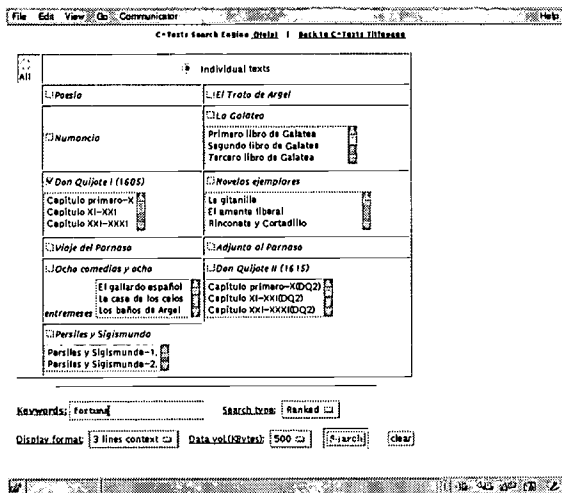 File Edit View Go Communicator Help
C-Texts Search Engine (Help) | Back to C-Texts Titlepage
All
Individual texts
Poesía
El Trato de Argel
Numancia
La Galatea
Primero libro de Galatea
Segundo libro de Galatea
Tercero libro de Galatea
Don Quijote I (1605)
Capítulo primero-X
Capítulo XI-XXI
Capítulo XXI-XXXI
Novelas ejemplares
La gitanilla
El amante liberal
Rinconete y Cortadillo
Viaje del Parnaso
Adjunta al Parnaso
Ocho comedias y ocho
entremeses
El gallardo español
La casa de los celos
Los baños de Argel
Don Quijote II (1615)
Capítulo primero-X(DQ2)
Capítulo XI-XXI(DQ2)
Capítulo XXI-XXXI(DQ2)
Persiles y Sigismunda
Persiles y Sigismunda-1,
Persiles y Sigismunda-2,
Keywords: Fortuna Search type: Ranked
Display format: 3 lines context Data vol.(KBytes): 500 Search clear